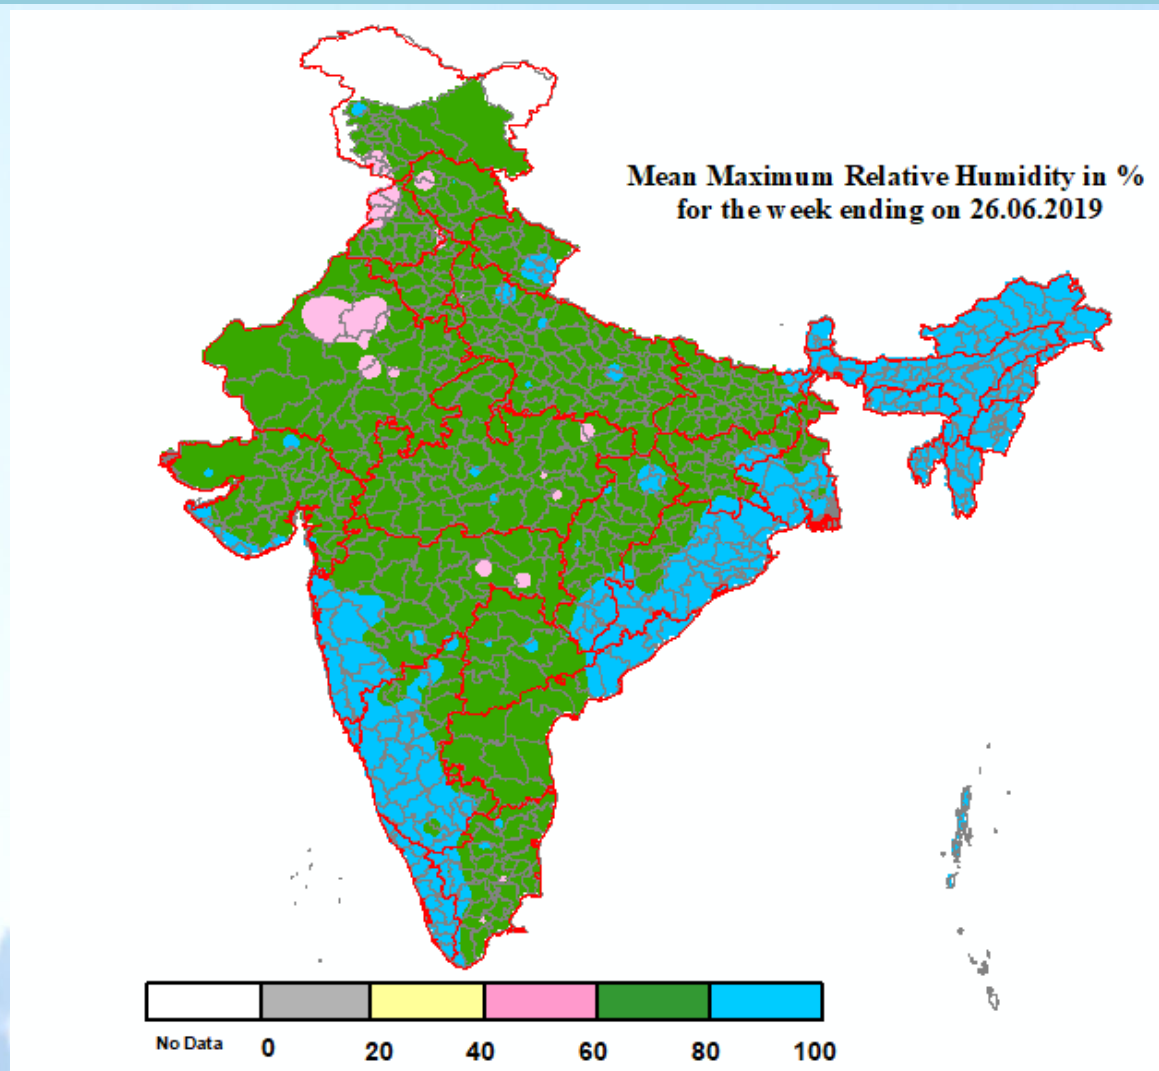 Mean Maximum Relative Humidity in %
for the week ending on 26.06.2019
No Data 0 20 40 60 80 100